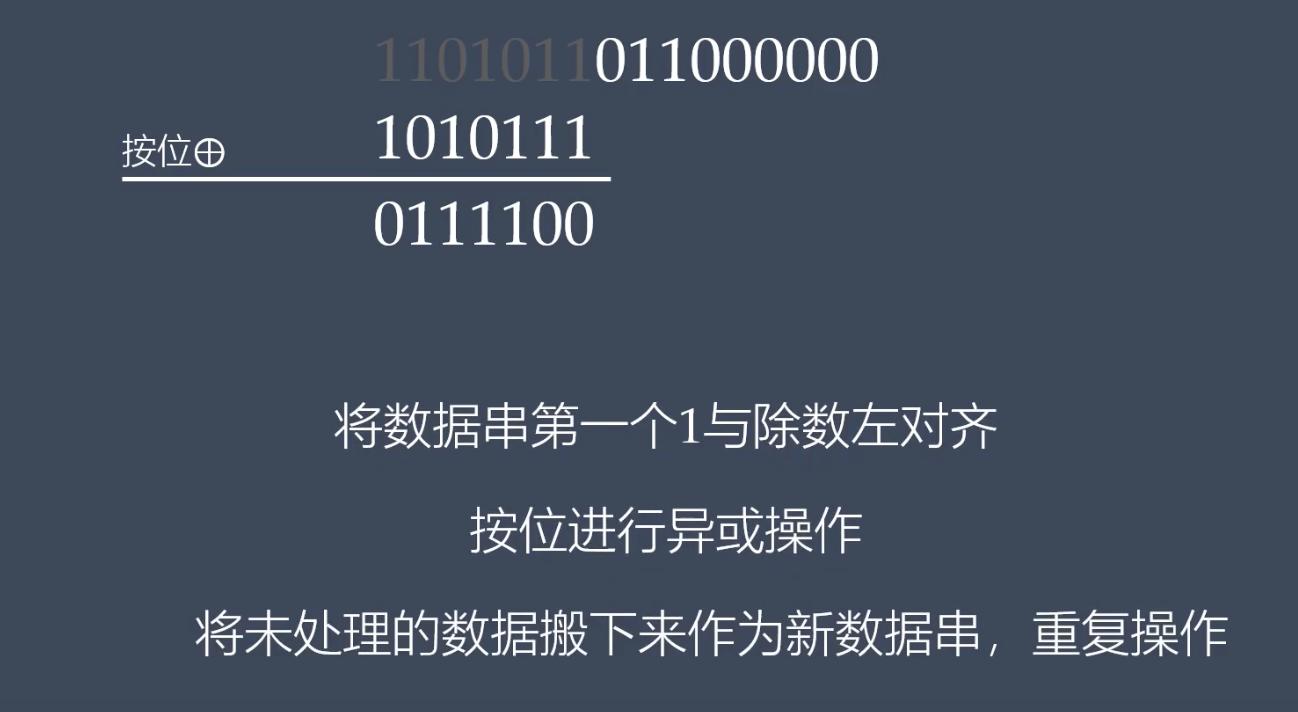 1101011011000000
按位⊕ 1010111
0111100
将数据串第一个1与除数左对齐
按位进行异或操作
将未处理的数据搬下来作为新数据串，重复操作